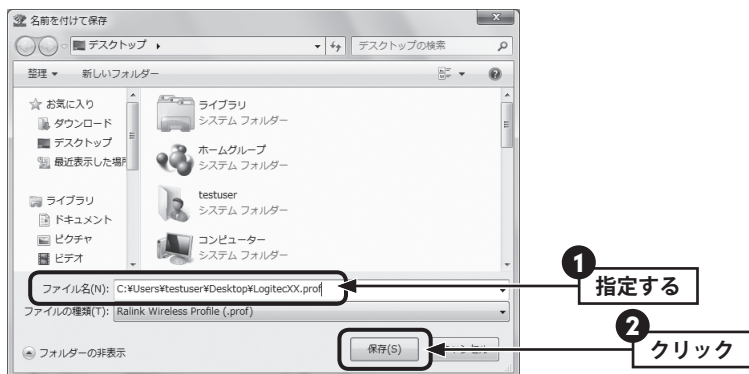 名前を付けて保存
デスクトップ
デスクトップの検索
整理
新しいフォルダー
お気に入り
ダウンロード
デスクトップ
最近表示した場所
ライブラリ
ドキュメント
ピクチャ
ビデオ
ライブラリ
システム フォルダー
ホームグループ
システム フォルダー
testuser
システム フォルダー
コンピューター
システム フォルダー
ファイル名(N): C:¥Users¥testuser¥Desktop¥LogitecXX.prof
ファイルの種類(T): Ralink Wireless Profile (.prof)
フォルダーの非表示
保存(S)
1
指定する
2
クリック